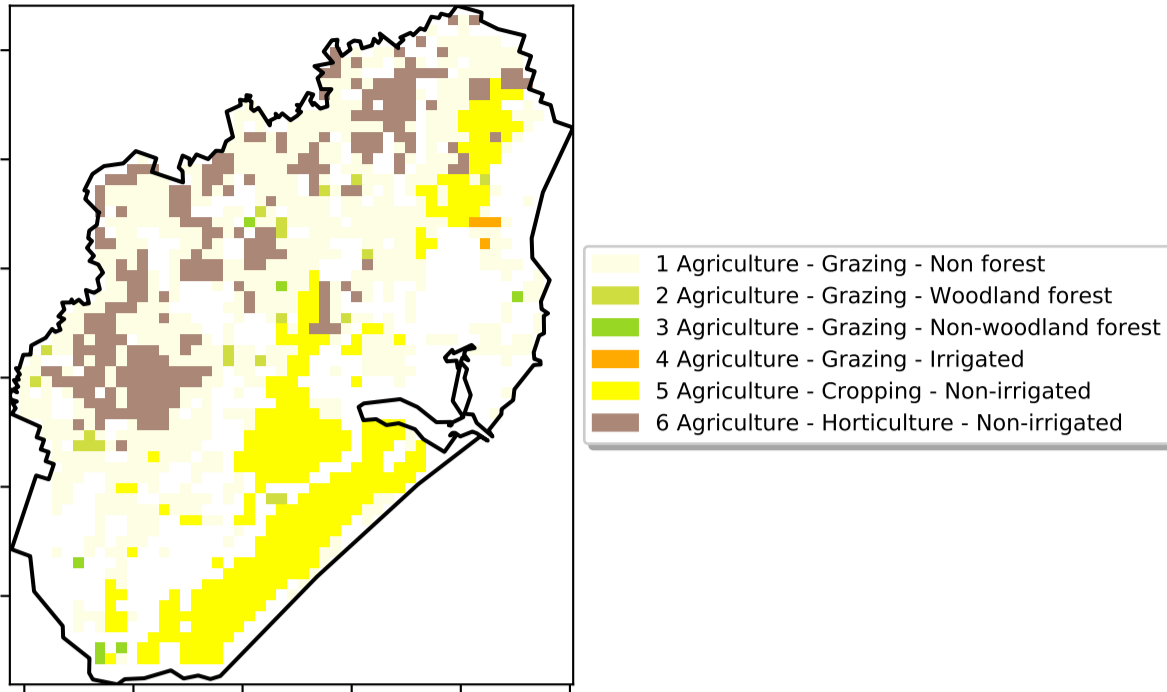 1 Agriculture - Grazing - Non forest
2 Agriculture - Grazing - Woodland forest
3 Agriculture - Grazing - Non-woodland forest
4 Agriculture - Grazing - Irrigated
5 Agriculture - Cropping - Non-irrigated
6 Agriculture - Horticulture - Non-irrigated